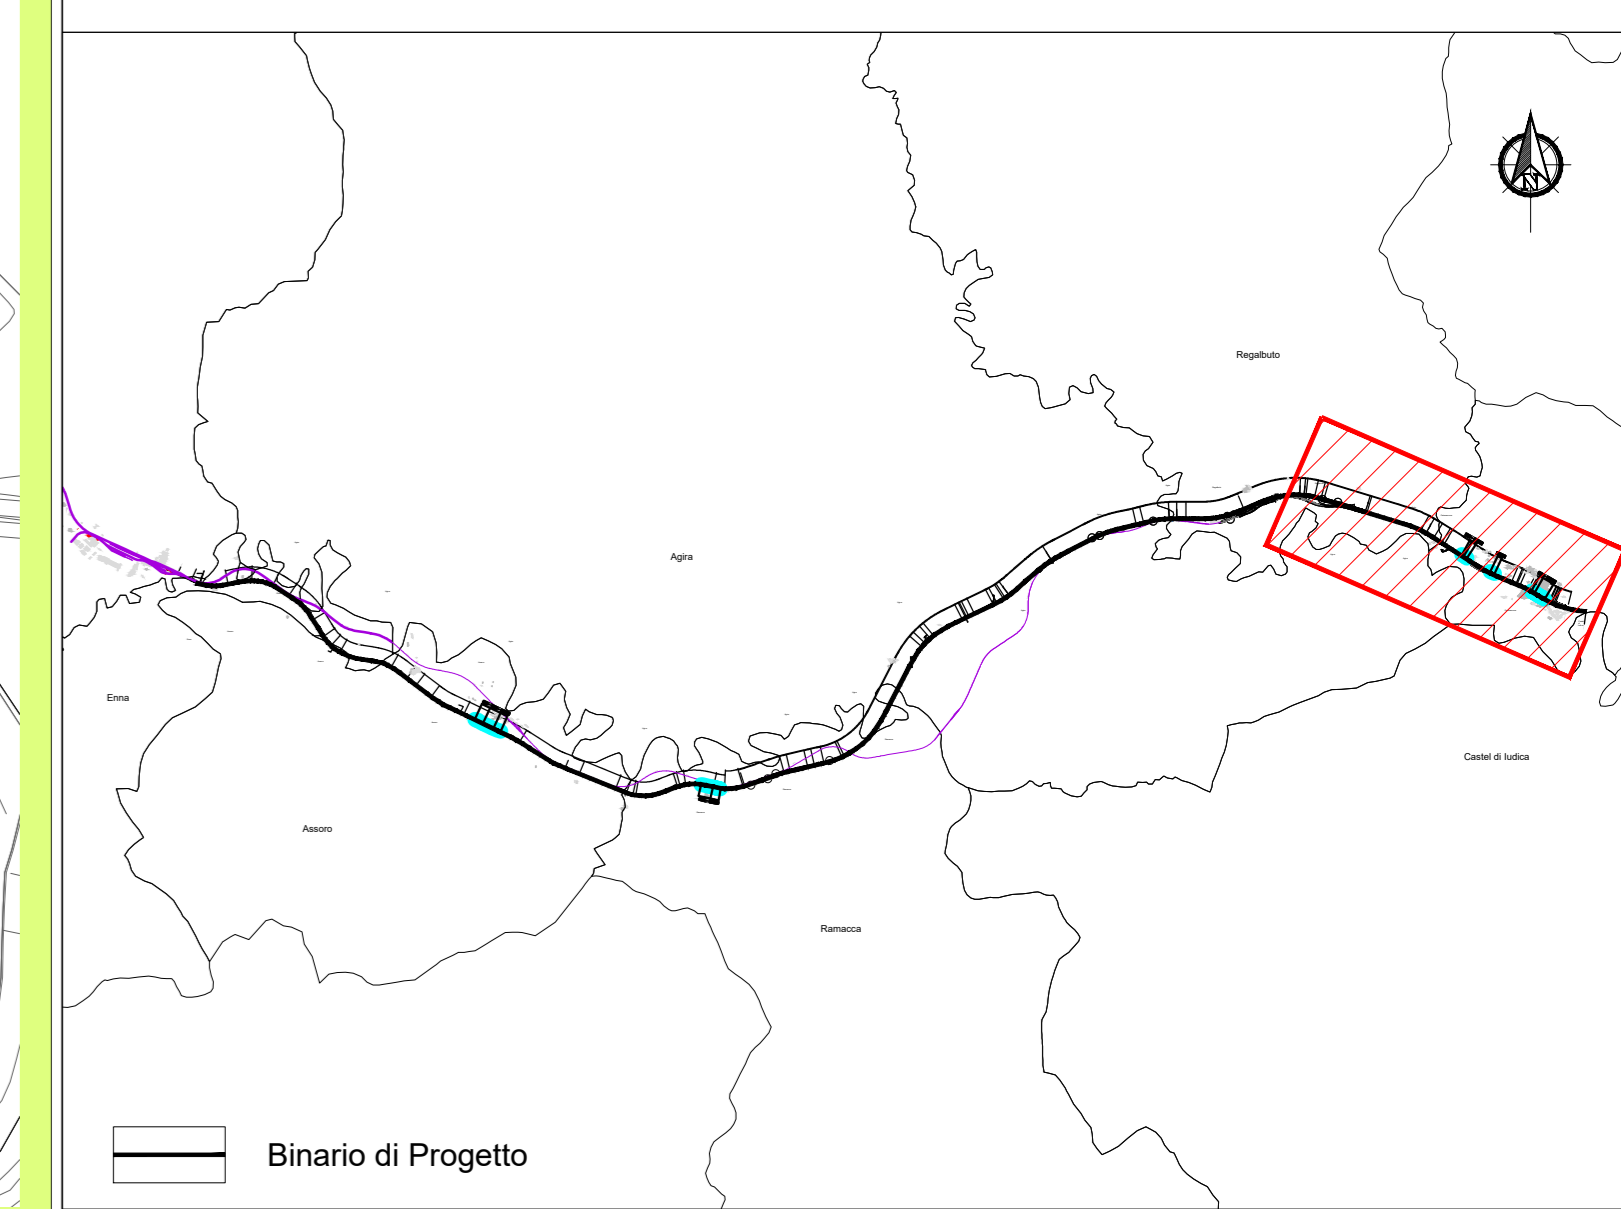 N
Regalbuto
Agira
Enna
Castel di Iudica
Assoro
Ramacca
Binario di Progetto